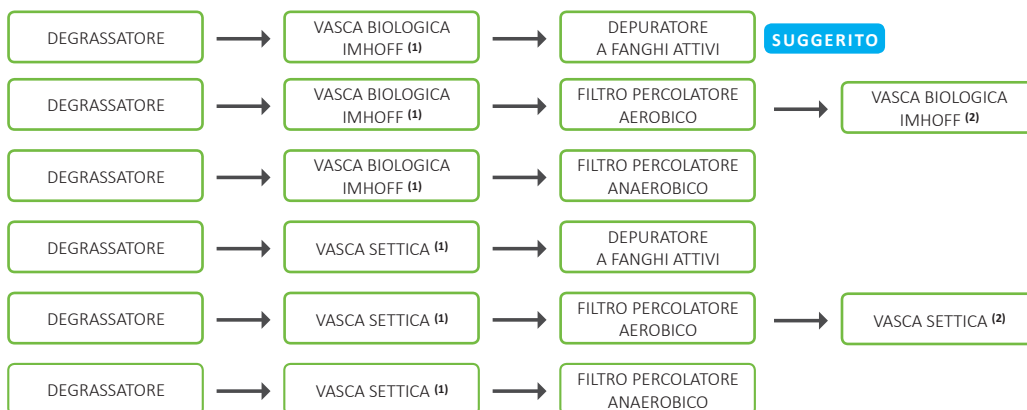 DEGRASSATORE
VASCA BIOLOGICA
IMHOFF (1)
DEPURATORE
A FANGHI ATTIVI
SUGGERITO
DEGRASSATORE
VASCA BIOLOGICA
IMHOFF (1)
FILTRO PERCOLATORE
AEROBICO
VASCA BIOLOGICA
IMHOFF (2)
DEGRASSATORE
VASCA BIOLOGICA
IMHOFF (1)
FILTRO PERCOLATORE
ANAEROBICO
DEGRASSATORE
VASCA SETTICA (1)
DEPURATORE
A FANGHI ATTIVI
DEGRASSATORE
VASCA SETTICA (1)
FILTRO PERCOLATORE
AEROBICO
VASCA SETTICA (2)
DEGRASSATORE
VASCA SETTICA (1)
FILTRO PERCOLATORE
ANAEROBICO